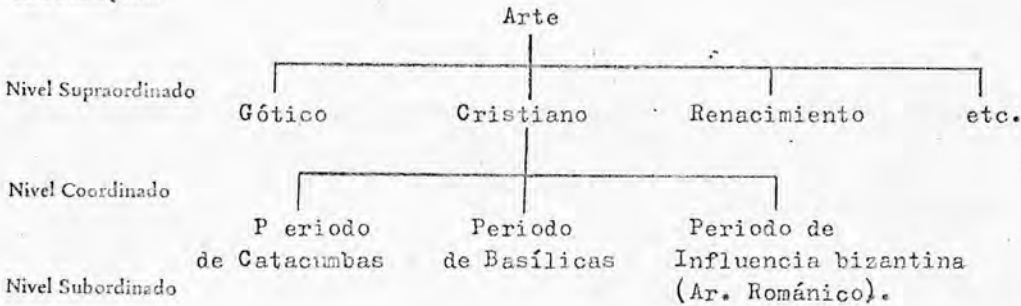 Arte
Nivel Supraordinado
Gótico Cristiano Renacimiento etc.
Nivel Coordinado
P eriodo Periodo Periodo de
de Catacumbas de Basílicas Influencia bizantina
Nivel Subordinado (Ar. Románico).